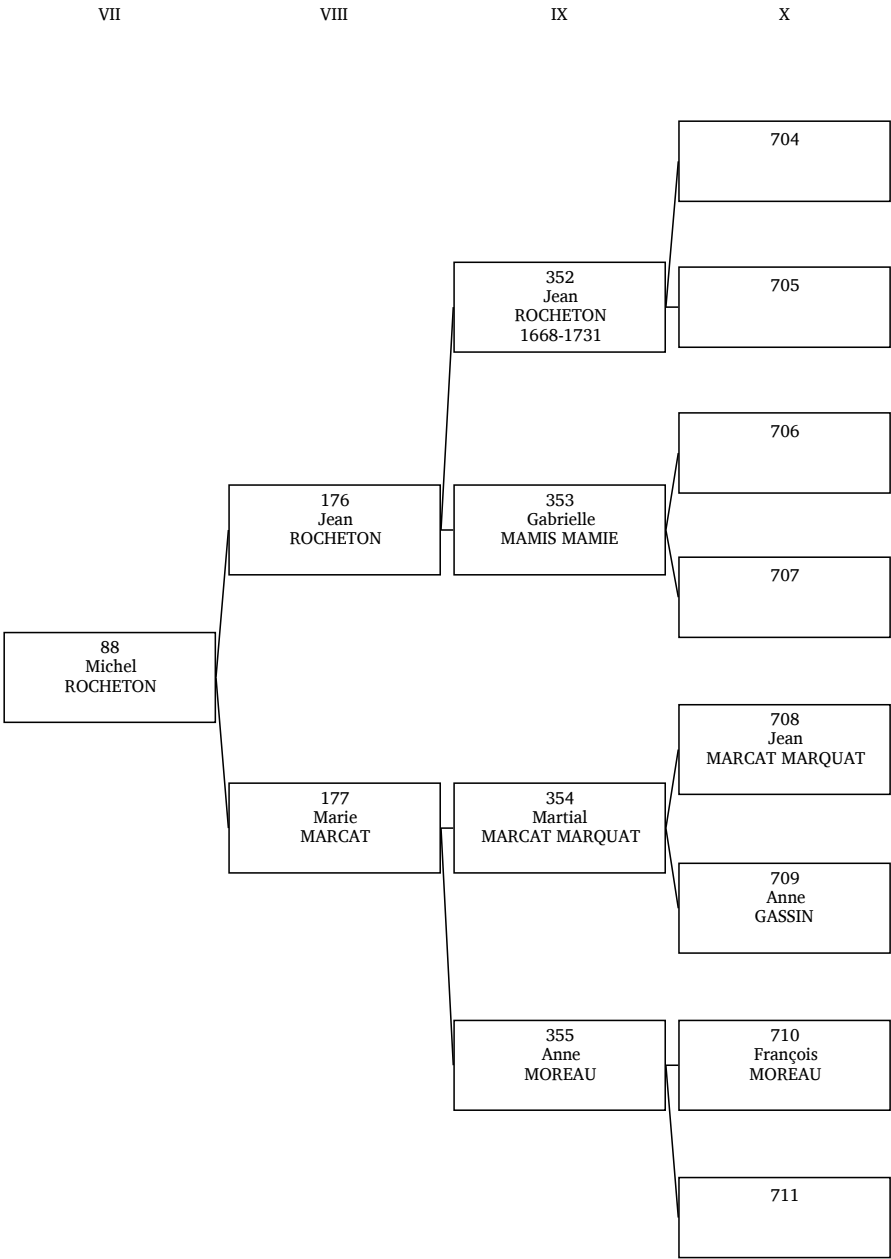 VII VIII IX X
704
352
Jean
ROCHETON
1668-1731
705
706
176
Jean
ROCHETON
353
Gabrielle
MAMIS MAMIE
707
88
Michel
ROCHETON
708
Jean
MARCAT MARQUAT
177
Marie
MARCAT
354
Martial
MARCAT MARQUAT
709
Anne
GASSIN
355
Anne
MOREAU
710
François
MOREAU
711